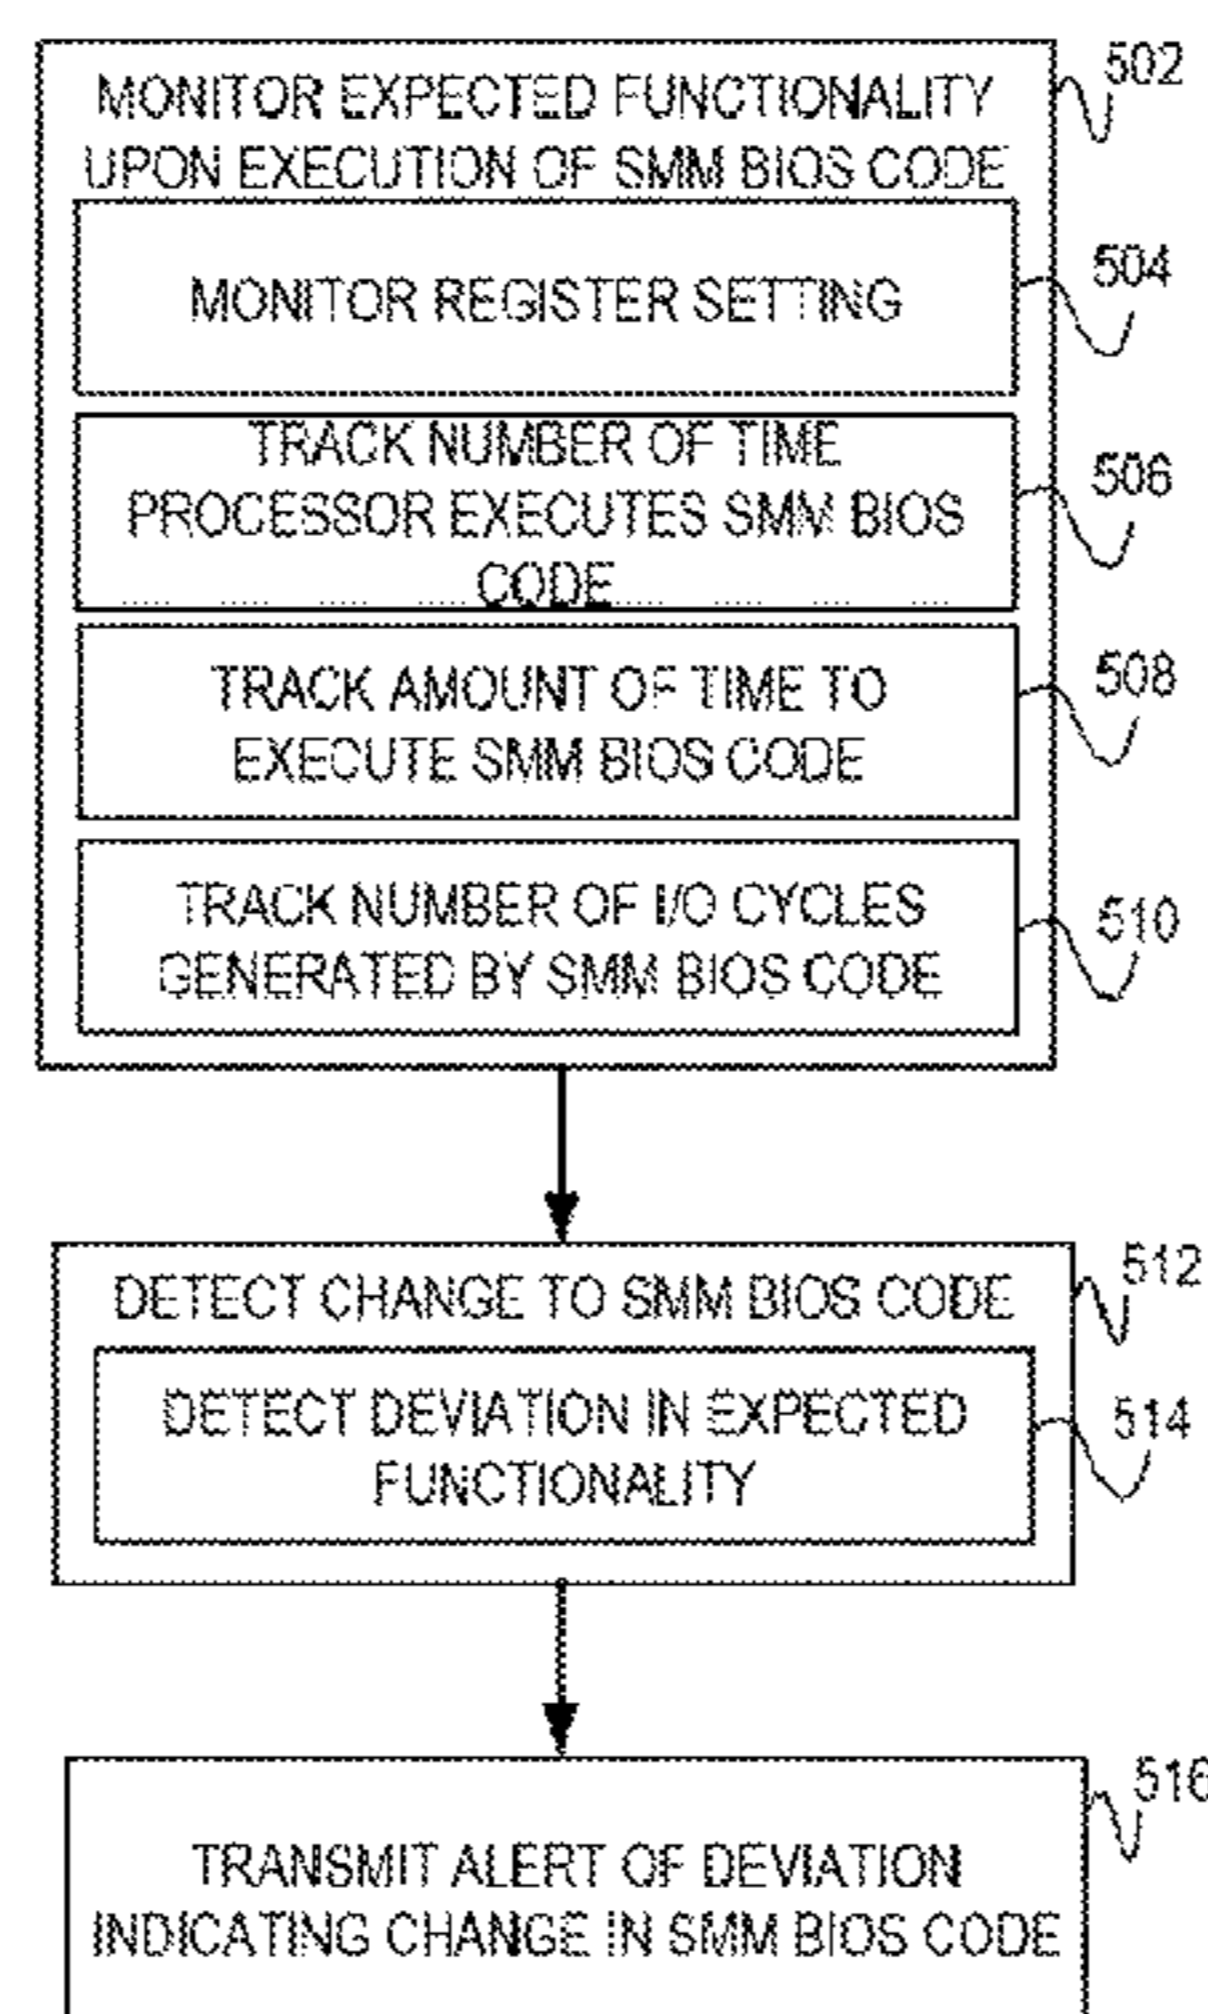 MONITOR EXPECTED FUNCTIONALITY
502
UPON EXECUTION OF SMM BIOS CODE
MONITOR REGISTER SETTING
504
TRACK NUMBER OF TIME
PROCESSOR EXECUTES SMM BIOS
CODE
506
TRACK AMOUNT OF TIME TO
EXECUTE SMM BIOS CODE
508
TRACK NUMBER OF I/O CYCLES
GENERATED BY SMM BIOS CODE
510
DETECT CHANGE TO SMM BIOS CODE
512
DETECT DEVIATION IN EXPECTED
FUNCTIONALITY
514
TRANSMIT ALERT OF DEVIATION
INDICATING CHANGE IN SMM BIOS CODE
516